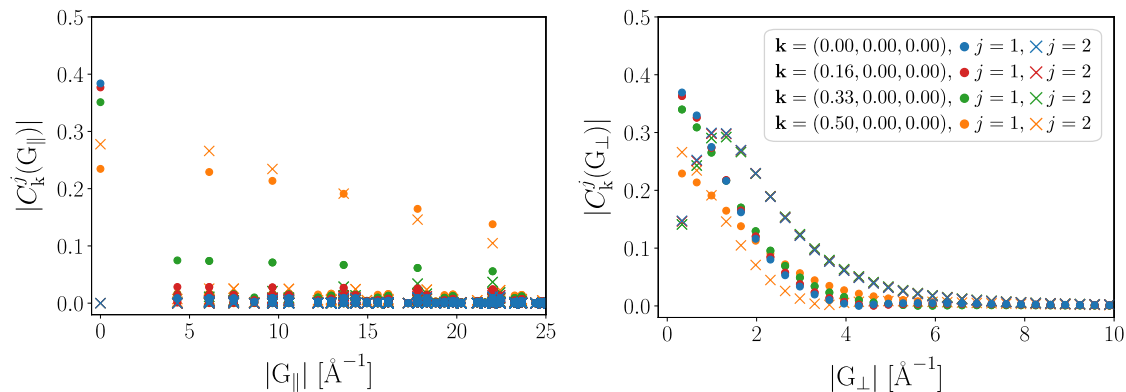 0.5
0.4
0.3
0.2
0.1
0.0
|C_k^j(G_∥)|
0 5 10 15 20 25
|G_∥| [Å⁻¹]
0.5
0.4
0.3
0.2
0.1
0.0
|C_k^j(G_⊥)|
k = (0.00, 0.00, 0.00), j = 1, j = 2
k = (0.16, 0.00, 0.00), j = 1, j = 2
k = (0.33, 0.00, 0.00), j = 1, j = 2
k = (0.50, 0.00, 0.00), j = 1, j = 2
0 2 4 6 8 10
|G_⊥| [Å⁻¹]